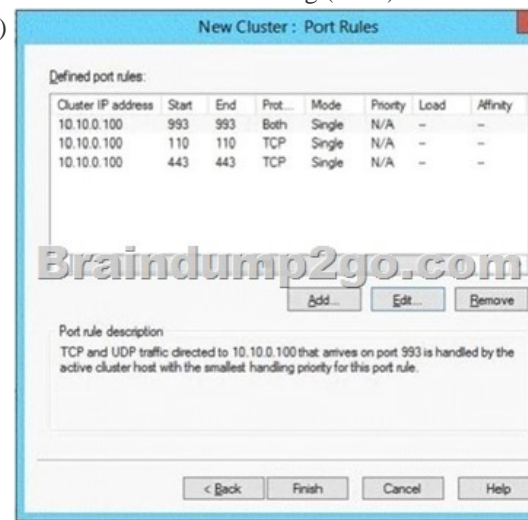 )
New Cluster : Port Rules
Defined port rules:
Cluster IP address Start End Prot... Mode Priority Load Affinity
10.10.0.100 993 993 Both Single N/A – –
10.10.0.100 110 110 TCP Single N/A – –
10.10.0.100 443 443 TCP Single N/A – –
Braindump2go.com
Add... Edit... Remove
Port rule description
TCP and UDP traffic directed to 10.10.0.100 that arrives on port 993 is handled by the
active cluster host with the smallest handling priority for this port rule.
< Back Finish Cancel Help